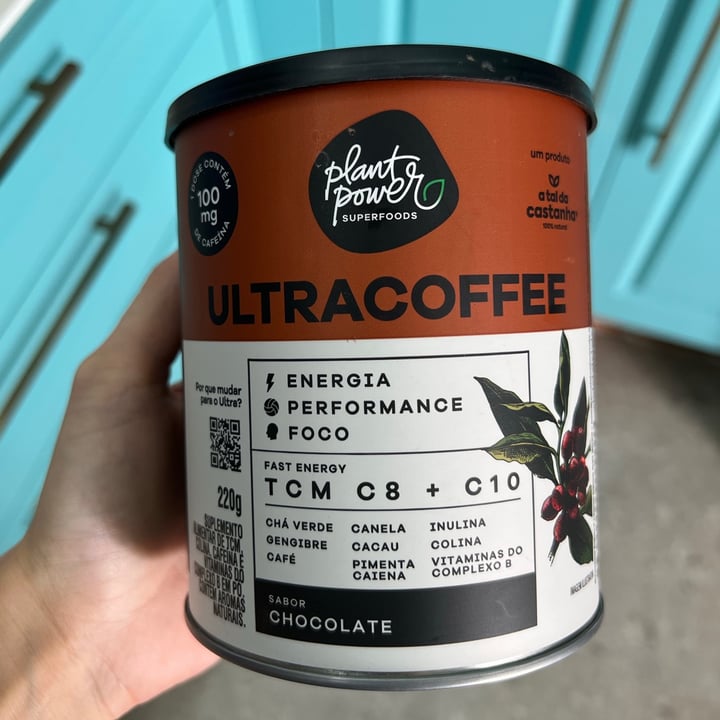 1 DOSE CONTÉM
100
mg
DE CAFEÍNA
plant
power
SUPERFOODS
um produto
a tal da
castanha
100% natural
ULTRACOFFEE
Por que mudar
para o Ultra?
ENERGIA
PERFORMANCE
FOCO
FAST ENERGY
TCM C8 + C10
CHÁ VERDE
GENGIBRE
CAFÉ
CANELA
CACAU
PIMENTA
CAIENA
INULINA
COLINA
VITAMINAS DO
COMPLEXO B
220g
SUPLEMENTO
ALIMENTAR DE TCM,
COLINA, CAFEÍNA E
VITAMINAS DO
COMPLEXO B EM PÓ.
CONTÉM AROMAS
NATURAIS.
SABOR
CHOCOLATE